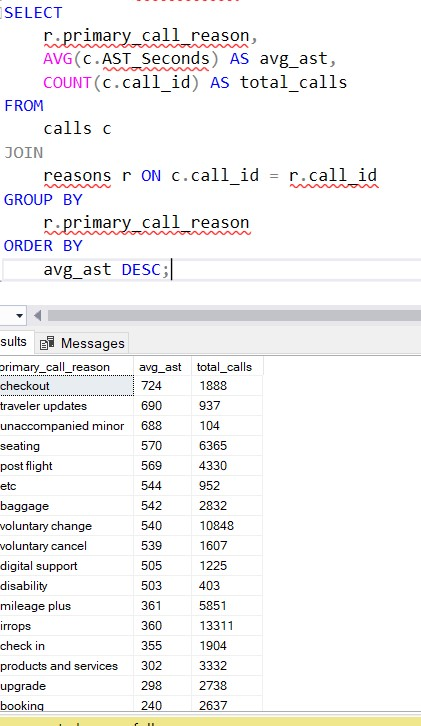 SELECT
r.primary_call_reason,
AVG(c.AST_Seconds) AS avg_ast,
COUNT(c.call_id) AS total_calls
FROM
calls c
JOIN
reasons r ON c.call_id = r.call_id
GROUP BY
r.primary_call_reason
ORDER BY
avg_ast DESC;
sults Messages
primary_call_reason avg_ast total_calls
checkout 724 1888
traveler updates 690 937
unaccompanied minor 688 104
seating 570 6365
post flight 569 4330
etc 544 952
baggage 542 2832
voluntary change 540 10848
voluntary cancel 539 1607
digital support 505 1225
disability 503 403
mileage plus 361 5851
irrops 360 13311
check in 355 1904
products and services 302 3332
upgrade 298 2738
booking 240 2637